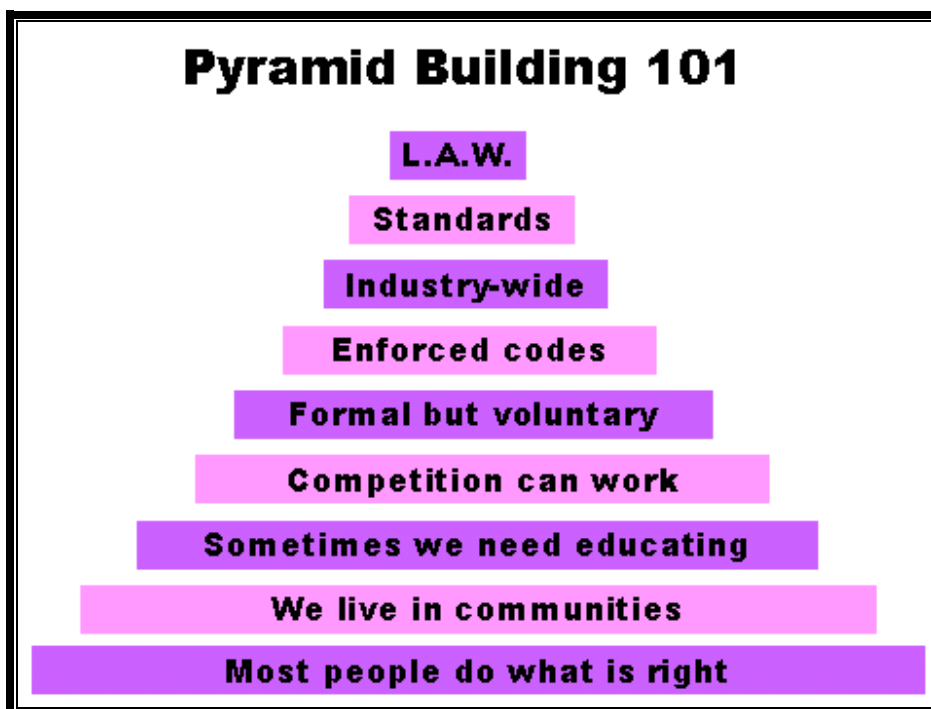 Pyramid Building 101
L.A.W.
Standards
Industry-wide
Enforced codes
Formal but voluntary
Competition can work
Sometimes we need educating
We live in communities
Most people do what is right